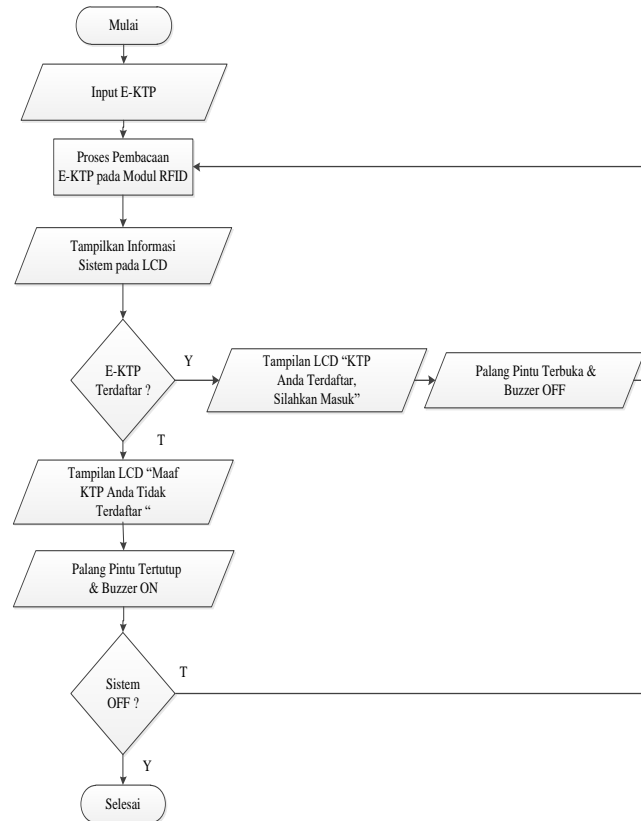 Mulai
Input E-KTP
Proses Pembacaan
E-KTP pada Modul RFID
Tampilkan Informasi
Sistem pada LCD
E-KTP
Terdaftar ?
Y
Tampilan LCD “KTP
Anda Terdaftar,
Silahkan Masuk”
Palang Pintu Terbuka &
Buzzer OFF
T
Tampilan LCD “Maaf
KTP Anda Tidak
Terdaftar “
Palang Pintu Tertutup
& Buzzer ON
Sistem
OFF ?
T
Y
Selesai